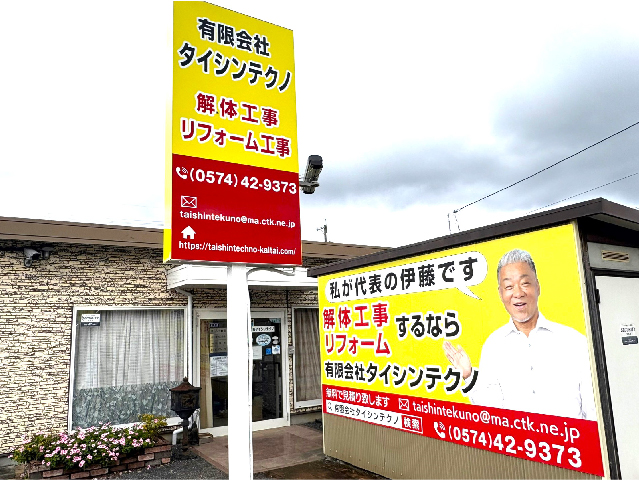 有限会社
タイシンテクノ
解体工事
リフォーム工事
(0574)42-9373
taishintekuno@ma.ctk.ne.jp
https://taishintechno-kaitai.com/
私が代表の伊藤です
解体工事
リフォーム
するなら
有限会社タイシンテクノ
無料で見積り致します
taishintekuno@ma.ctk.ne.jp
有限会社タイシンテクノ 検索
(0574)42-9373